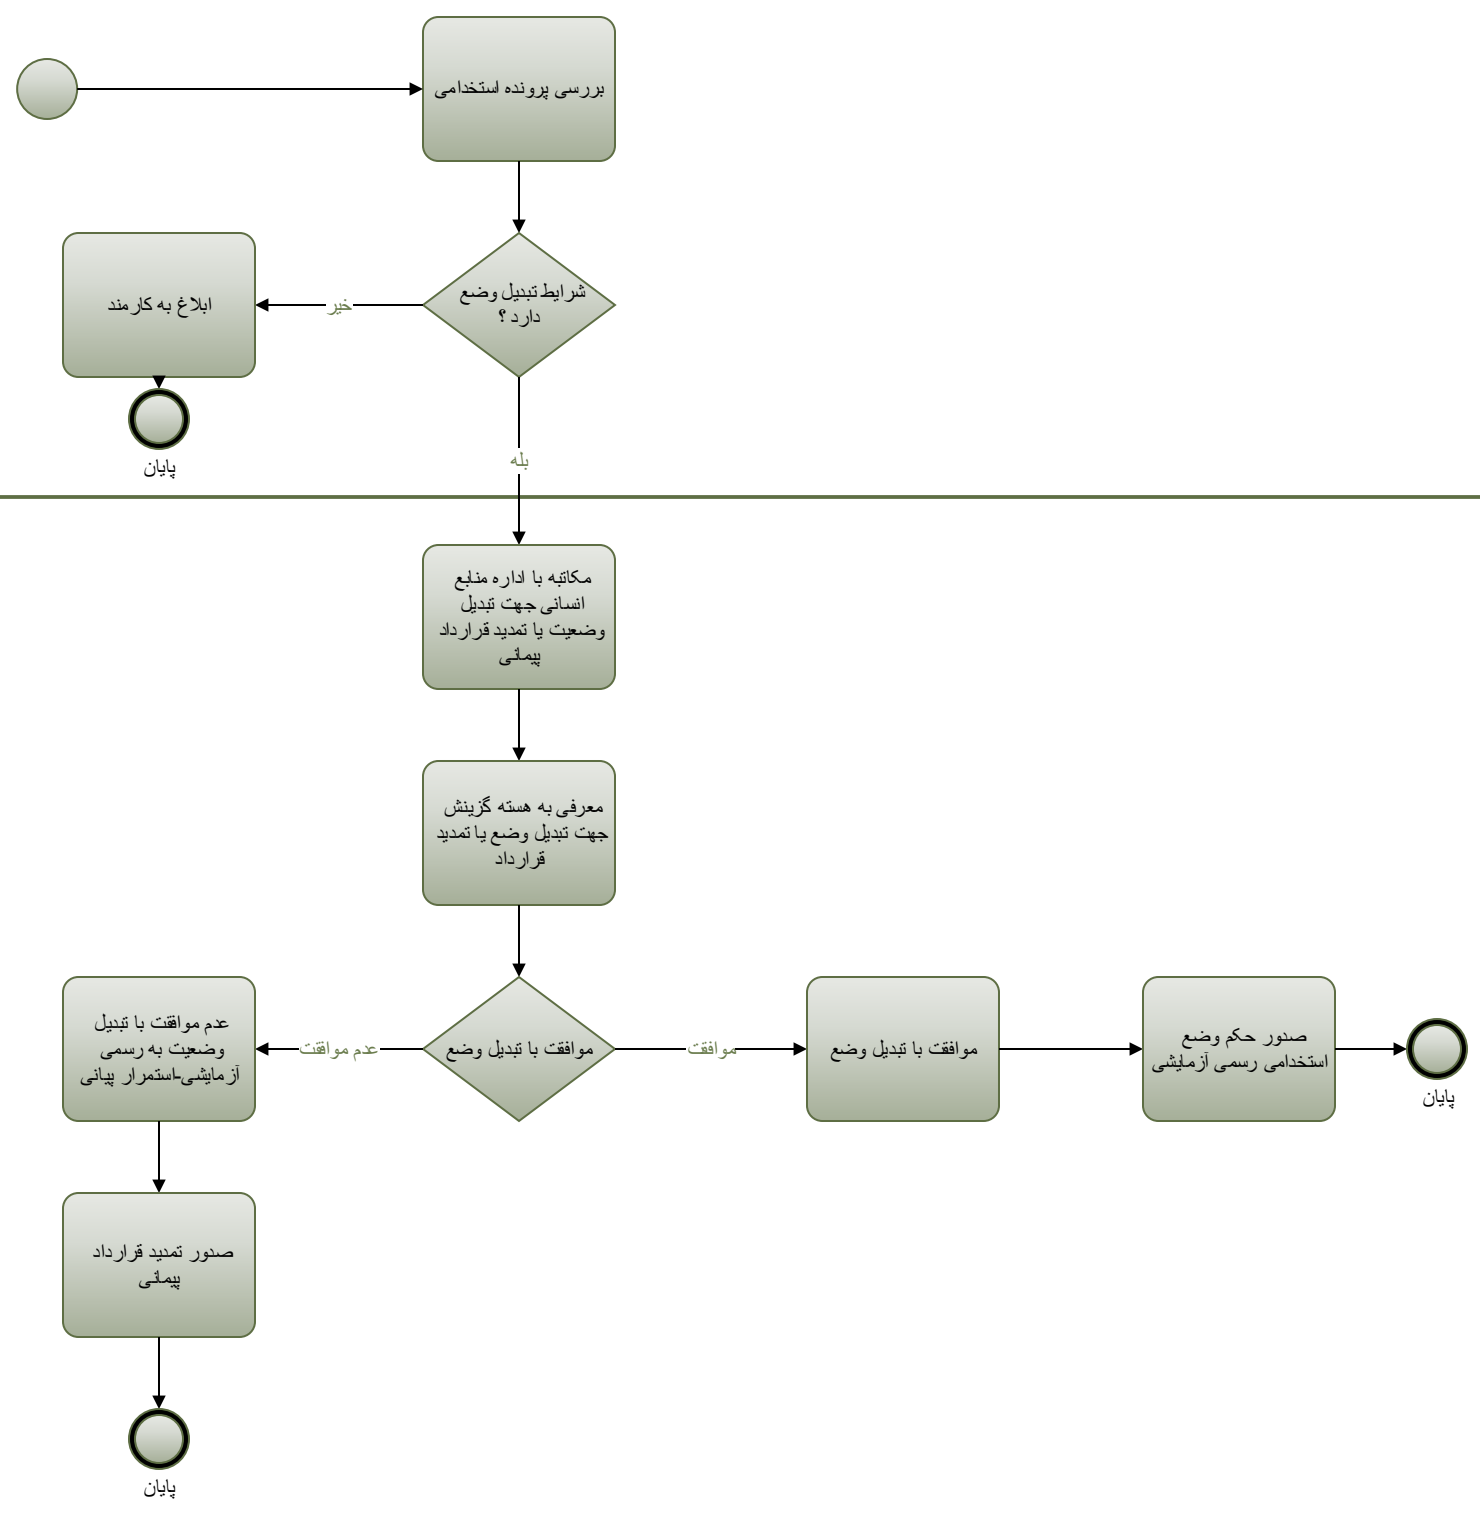 بررسی پرونده استخدامی
شرایط تبدیل وضع
دارد ؟
خیر
ابلاغ به کارمند
پایان
بله
مکاتبه با اداره منابع
انسانی جهت تبدیل
وضعیت یا تمدید قرارداد
پیمانی
معرفی به هسته گزینش
جهت تبدیل وضع یا تمدید
قرارداد
موافقت با تبدیل وضع
موافقت
موافقت با تبدیل وضع
صدور حکم وضع
استخدامی رسمی آزمایشی
پایان
عدم موافقت
عدم موافقت با تبدیل
وضعیت به رسمی
آزمایشی-استمرار پیانی
صدور تمدید قرارداد
پیمانی
پایان